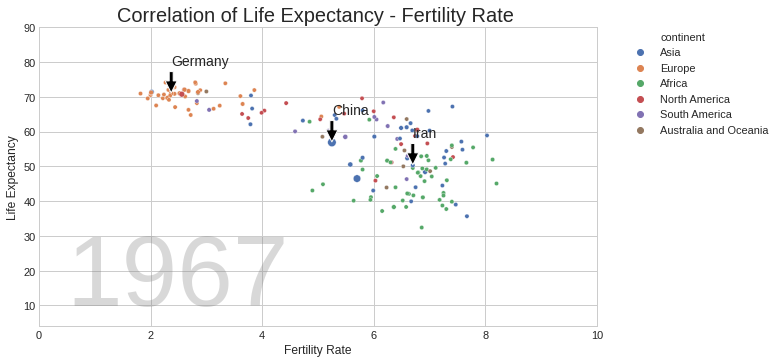 Correlation of Life Expectancy - Fertility Rate
continent
Asia
Europe
Africa
North America
South America
Australia and Oceania
Life Expectancy
90
80
70
60
50
40
30
20
10
Germany
China
Iran
1967
0
2
4
6
8
10
Fertility Rate